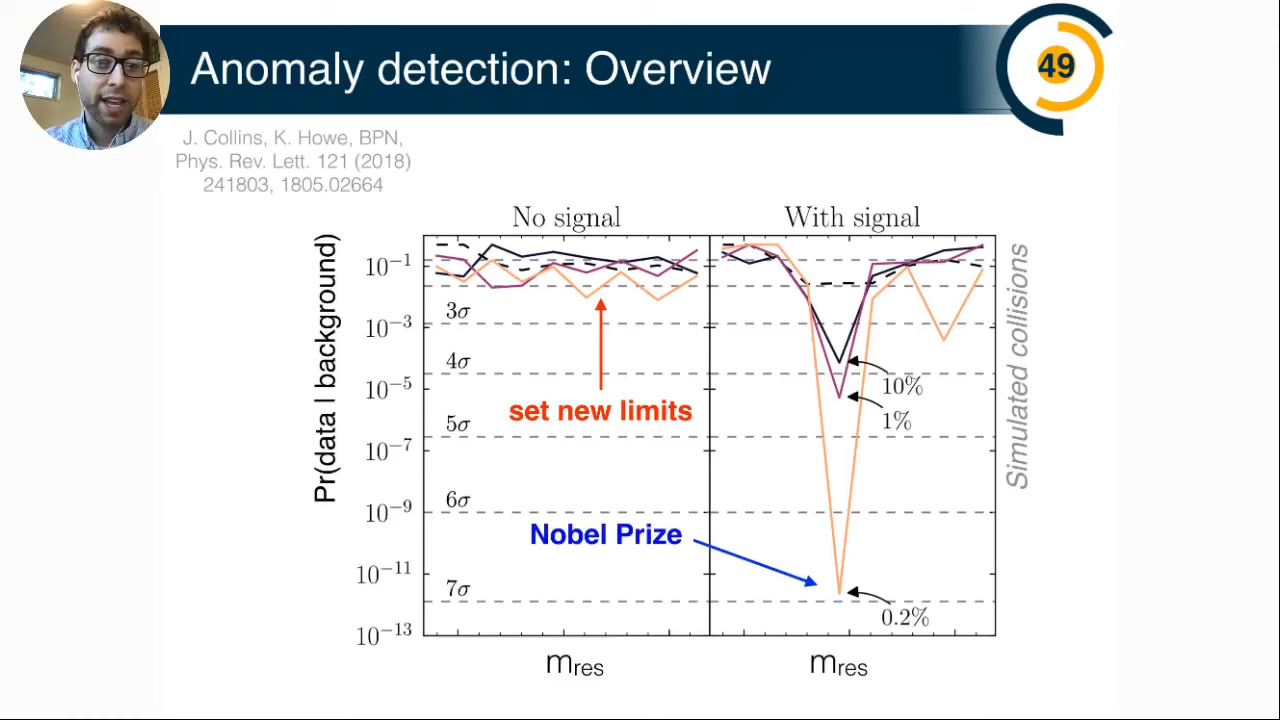 Anomaly detection: Overview
49
J. Collins, K. Howe, BPN,
Phys. Rev. Lett. 121 (2018)
241803, 1805.02664
No signal
With signal
Pr(data | background)
10⁻¹
10⁻³
10⁻⁵
10⁻⁷
10⁻⁹
10⁻¹¹
10⁻¹³
3σ
4σ
5σ
6σ
7σ
set new limits
Nobel Prize
10%
1%
0.2%
Simulated collisions
mres
mres